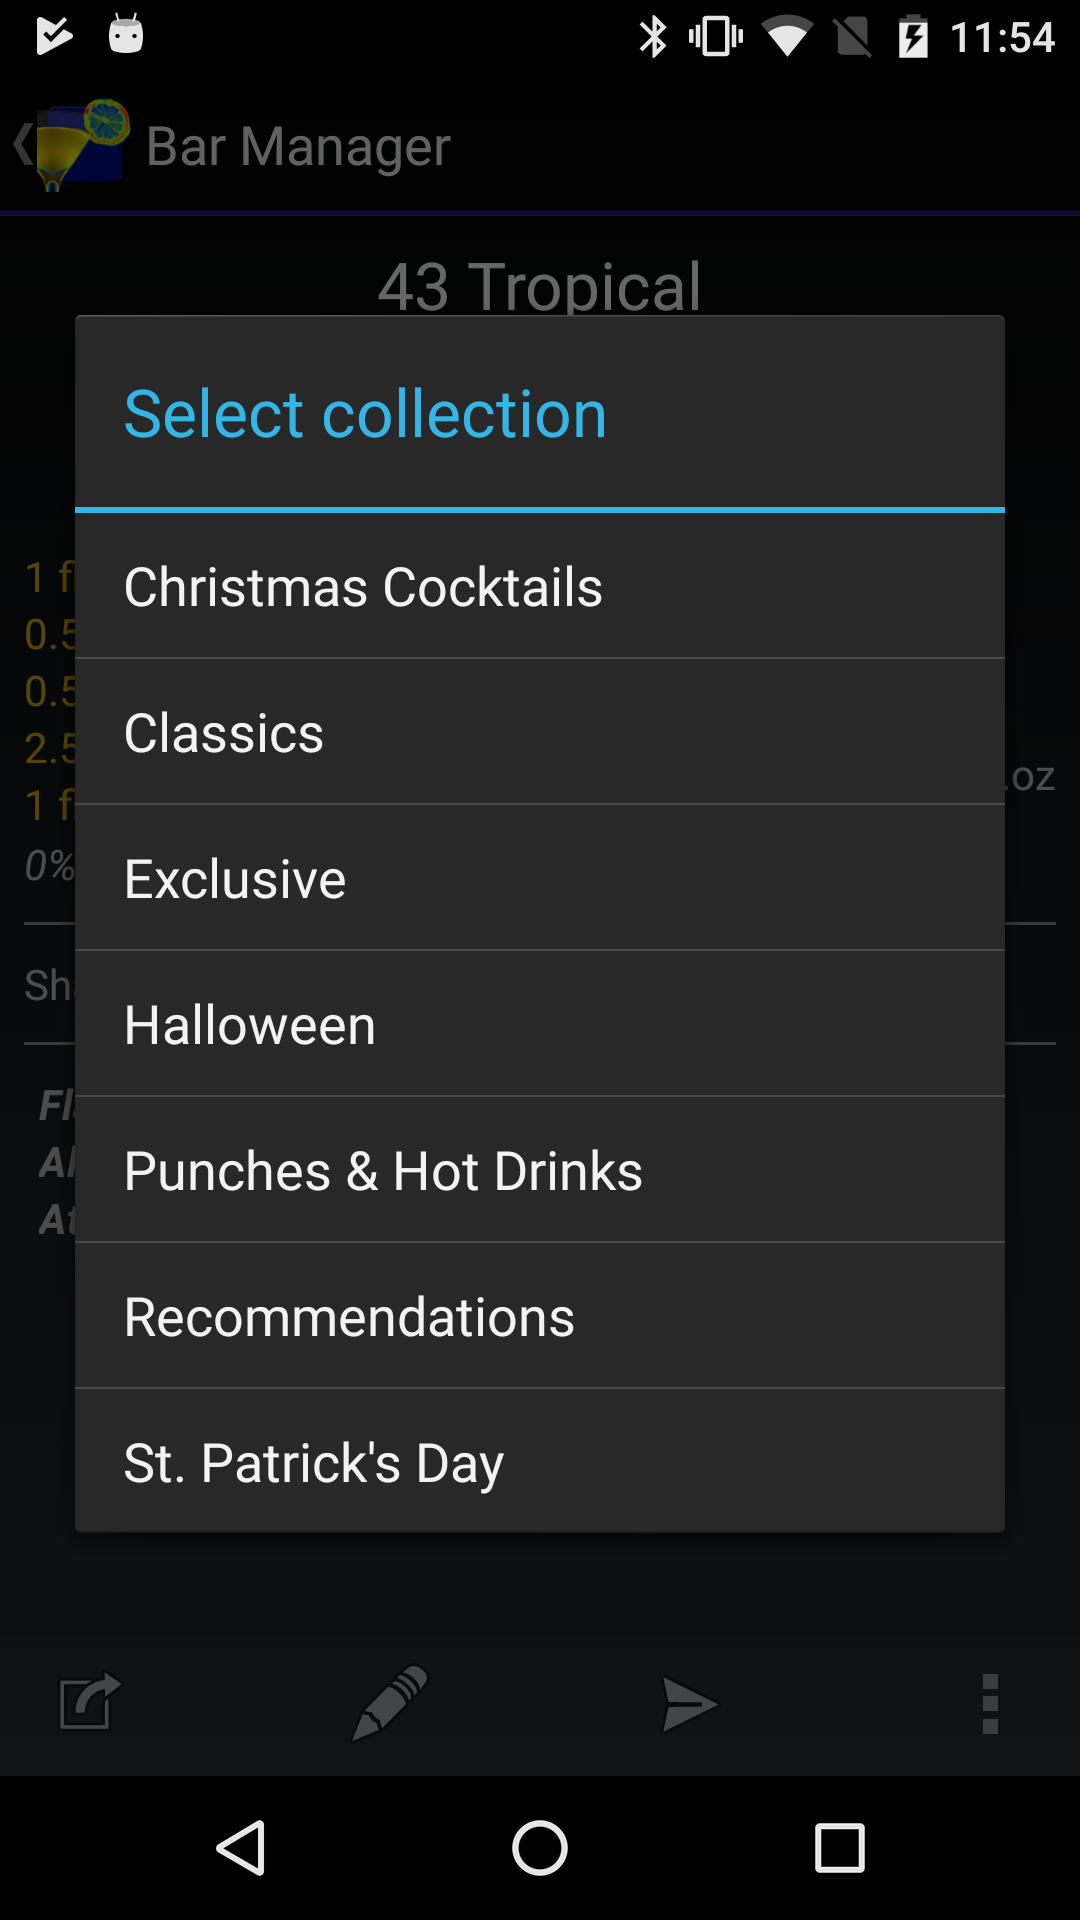 11:54
Bar Manager
43 Tropical
Select collection
Christmas Cocktails
1 f
0.5
Classics
0.5
2.5
.oz
1 f
Exclusive
0%
Sh
Halloween
Fl
Al
Punches & Hot Drinks
At
Recommendations
St. Patrick's Day